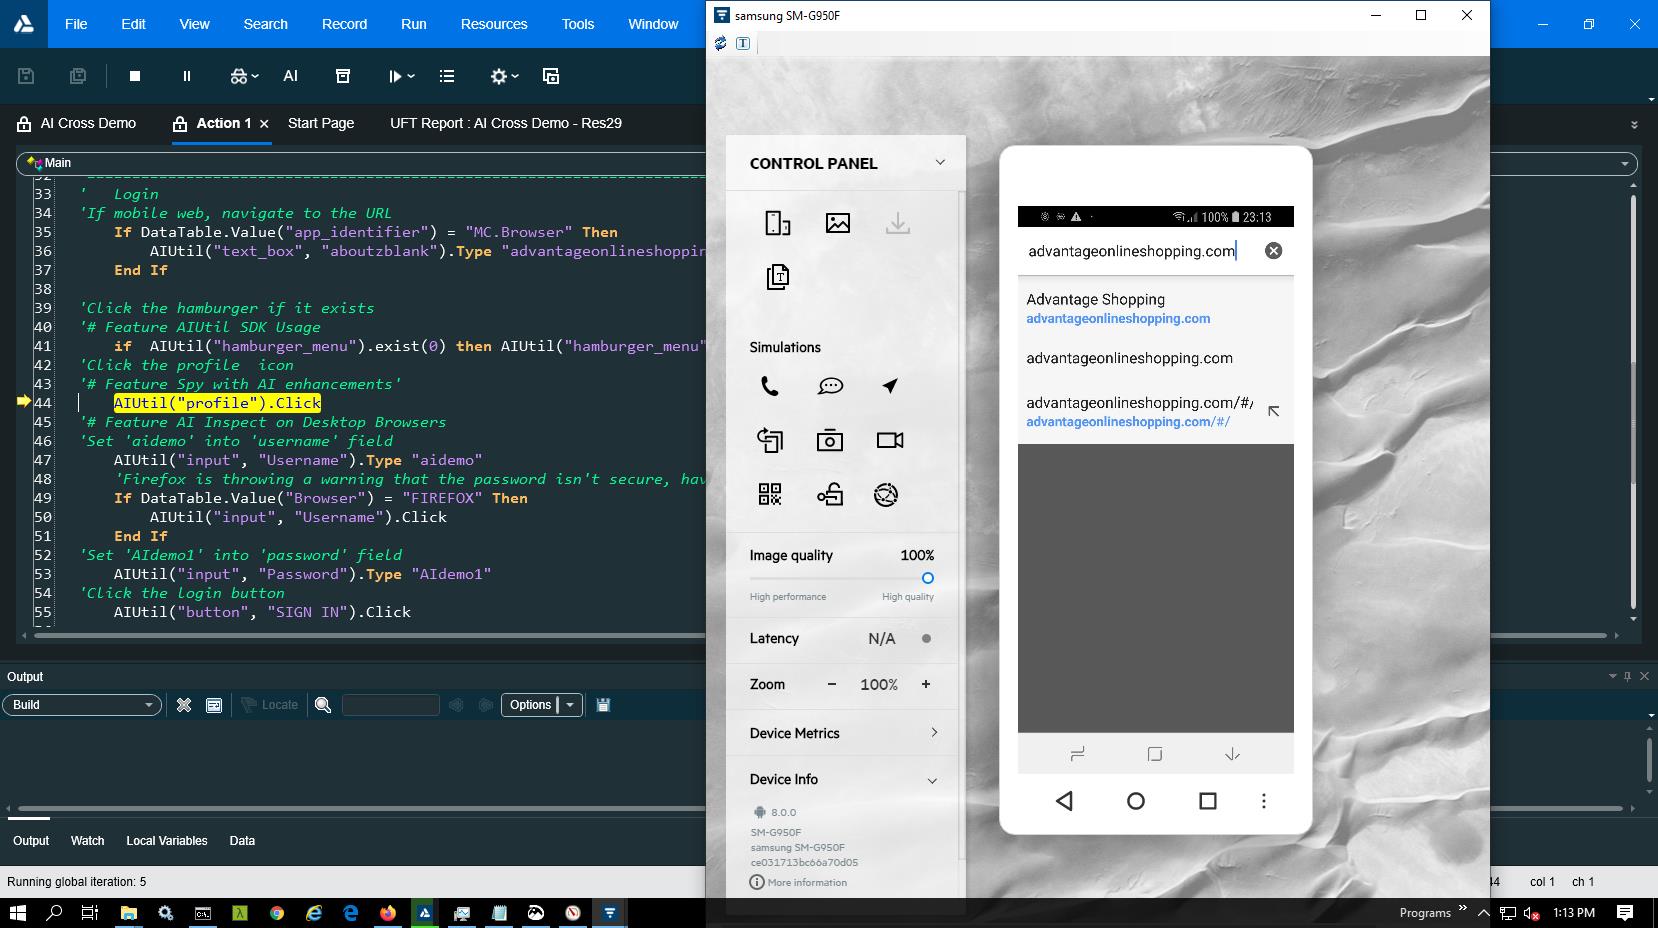 File Edit View Search Record Run Resources Tools Window
AI
AI Cross Demo Action 1 Start Page UFT Report : AI Cross Demo - Res29
Main
33 ' Login
34 'If mobile web, navigate to the URL
35 If DataTable.Value("app_identifier") = "MC.Browser" Then
36 AIUtil("text_box", "aboutzblank").Type "advantageonlineshoppin
37 End If
38
39 'Click the hamburger if it exists
40 '# Feature AIUtil SDK Usage
41 if AIUtil("hamburger_menu").exist(0) then AIUtil("hamburger_menu"
42 'Click the profile icon
43 '# Feature Spy with AI enhancements'
44 AIUtil("profile").Click
45 '# Feature AI Inspect on Desktop Browsers
46 'Set 'aidemo' into 'username' field
47 AIUtil("input", "Username").Type "aidemo"
48 'Firefox is throwing a warning that the password isn't secure, hav
49 If DataTable.Value("Browser") = "FIREFOX" Then
50 AIUtil("input", "Username").Click
51 End If
52 'Set 'AIdemo1' into 'password' field
53 AIUtil("input", "Password").Type "AIdemo1"
54 'Click the login button
55 AIUtil("button", "SIGN IN").Click
Output
Build Locate Options
Output Watch Local Variables Data
Running global iteration: 5
samsung SM-G950F
T
CONTROL PANEL
T
Simulations
Image quality 100%
High performance High quality
Latency N/A
Zoom - 100% +
Device Metrics
Device Info
8.0.0
SM-G950F
samsung SM-G950F
ce031713bc66a70d05
More information
100% 23:13
advantageonlineshopping.com
Advantage Shopping
advantageonlineshopping.com
advantageonlineshopping.com
advantageonlineshopping.com/#/
advantageonlineshopping.com/#/
44 col 1 ch 1
Programs 1:13 PM